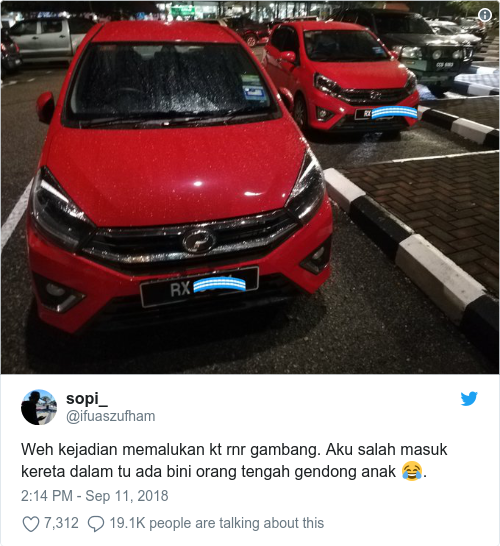 RX
RX
sopi_
@ifuaszufham
Weh kejadian memalukan kt rnr gambang. Aku salah masuk
kereta dalam tu ada bini orang tengah gendong anak 😂.
2:14 PM - Sep 11, 2018
7,312 19.1K people are talking about this